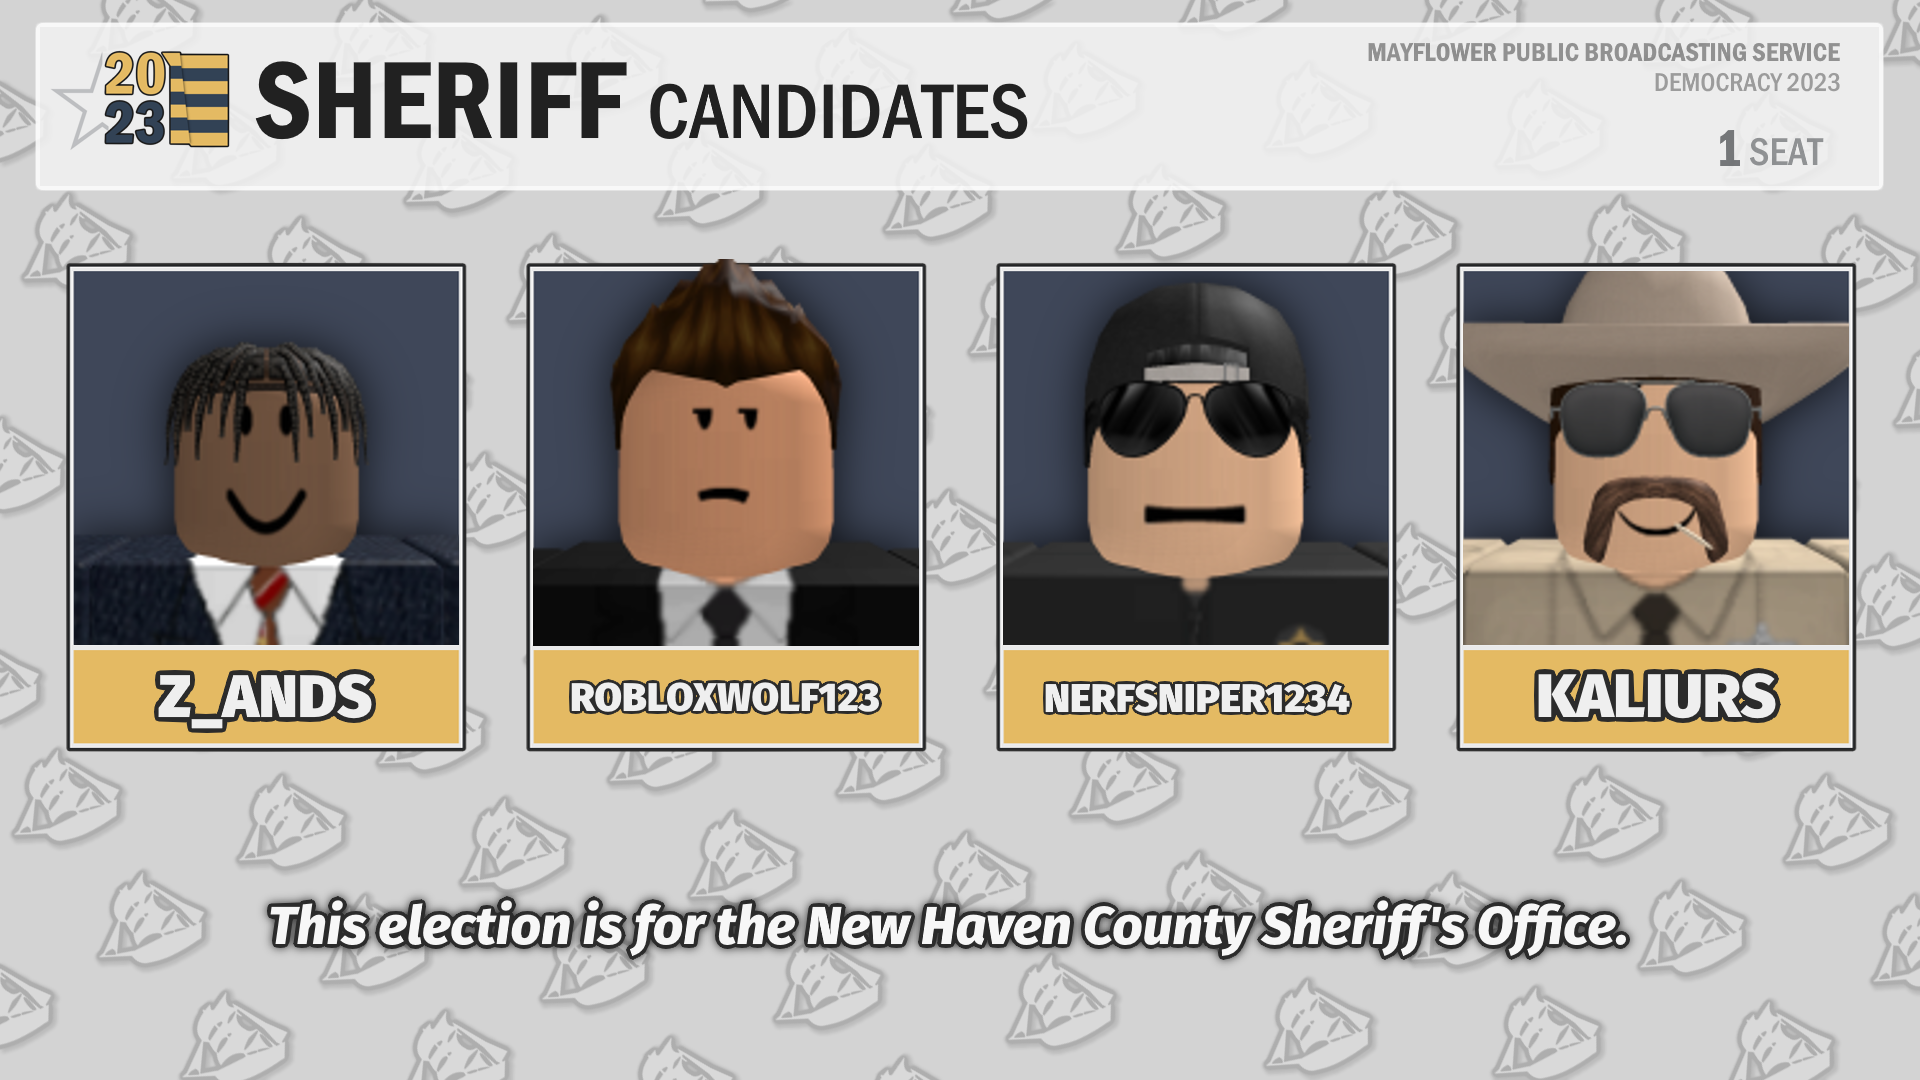 2023
SHERIFF CANDIDATES
MAYFLOWER PUBLIC BROADCASTING SERVICE
DEMOCRACY 2023
1 SEAT
Z_ANDS
ROBLOXWOLF123
NERFSNIPER1234
KALIURS
This election is for the New Haven County Sheriff's Office.